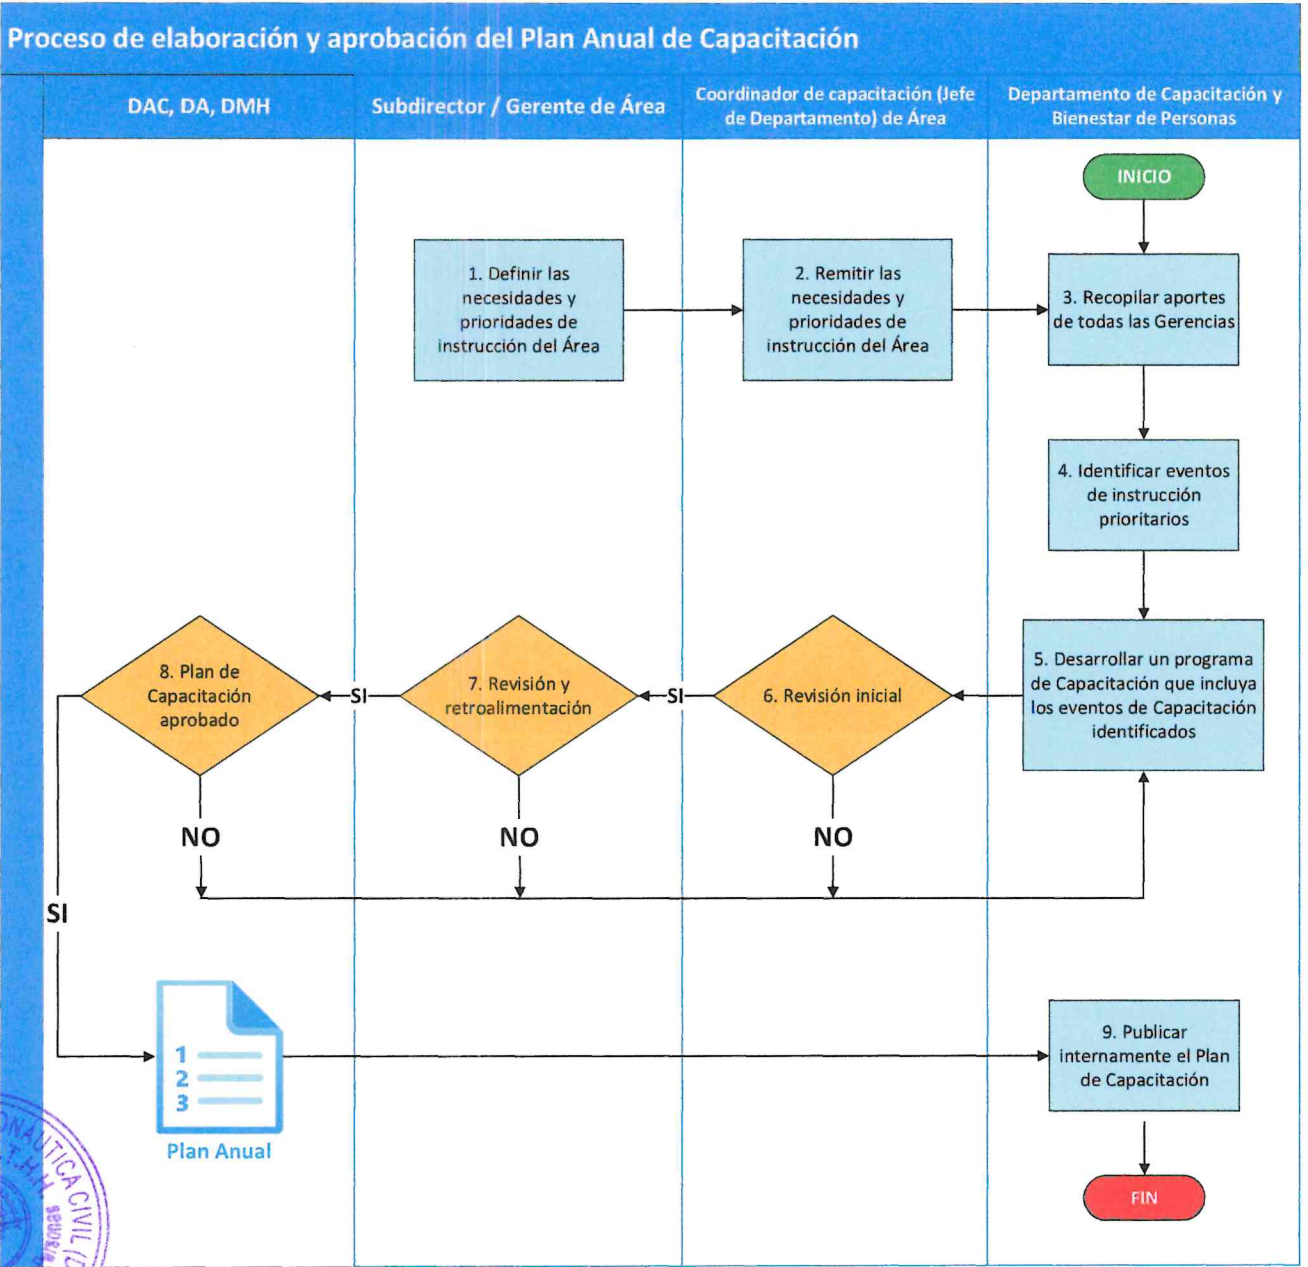 Proceso de elaboración y aprobación del Plan Anual de Capacitación
DAC, DA, DMH
Subdirector / Gerente de Área
Coordinador de capacitación (Jefe
de Departamento) de Área
Departamento de Capacitación y
Bienestar de Personas
INICIO
1. Definir las
necesidades y
prioridades de
instrucción del Área
2. Remitir las
necesidades y
prioridades de
instrucción del Área
3. Recopilar aportes
de todas las Gerencias
4. Identificar eventos
de instrucción
prioritarios
8. Plan de
Capacitación
aprobado
SI
7. Revisión y
retroalimentación
SI
6. Revisión inicial
5. Desarrollar un programa
de Capacitación que incluya
los eventos de Capacitación
identificados
NO
NO
NO
SI
1
2
3
Plan Anual
9. Publicar
internamente el Plan
de Capacitación
FIN
CIVIL